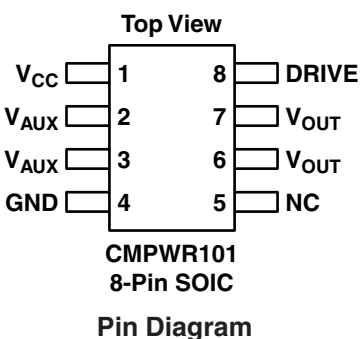 Top View
VCC 1 8 DRIVE
VAUX 2 7 VOUT
VAUX 3 6 VOUT
GND 4 5 NC
CMPWR101
8-Pin SOIC
Pin Diagram